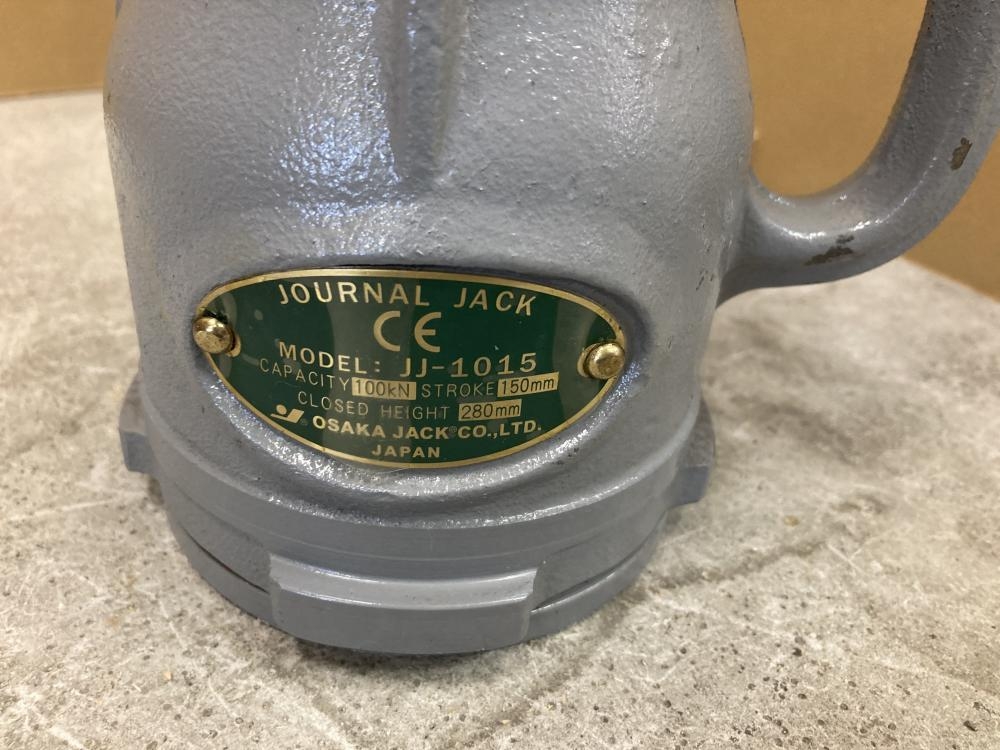 JOURNAL JACK
CE
MODEL: JJ-1015
CAPACITY 100kN STROKE 150mm
CLOSED HEIGHT 280mm
® OSAKA JACK CO.,LTD.
JAPAN